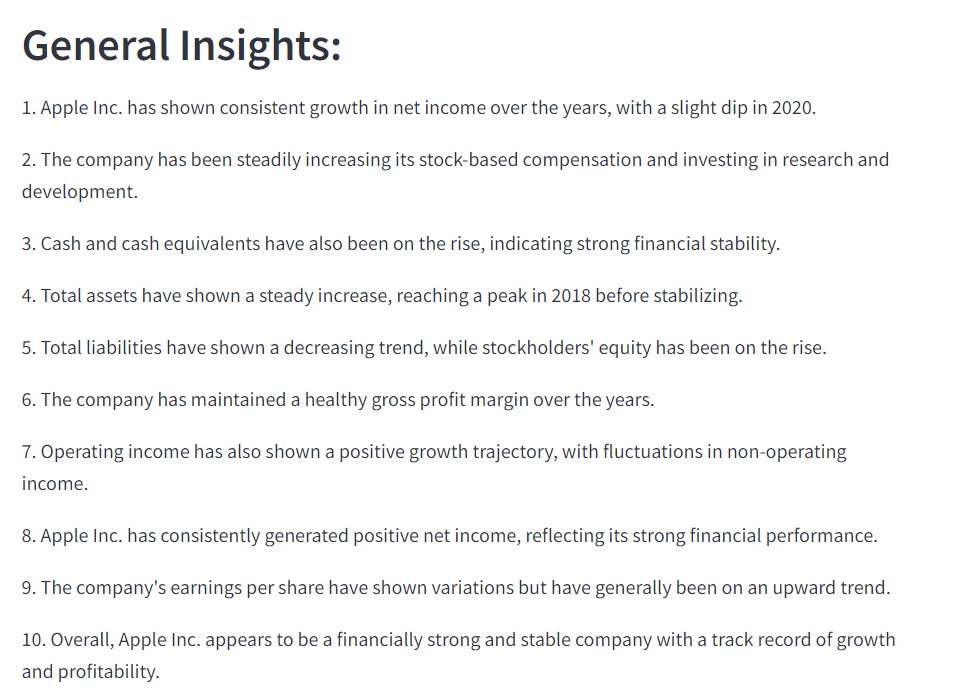 General Insights:
1. Apple Inc. has shown consistent growth in net income over the years, with a slight dip in 2020.
2. The company has been steadily increasing its stock-based compensation and investing in research and
development.
3. Cash and cash equivalents have also been on the rise, indicating strong financial stability.
4. Total assets have shown a steady increase, reaching a peak in 2018 before stabilizing.
5. Total liabilities have shown a decreasing trend, while stockholders' equity has been on the rise.
6. The company has maintained a healthy gross profit margin over the years.
7. Operating income has also shown a positive growth trajectory, with fluctuations in non-operating
income.
8. Apple Inc. has consistently generated positive net income, reflecting its strong financial performance.
9. The company's earnings per share have shown variations but have generally been on an upward trend.
10. Overall, Apple Inc. appears to be a financially strong and stable company with a track record of growth
and profitability.